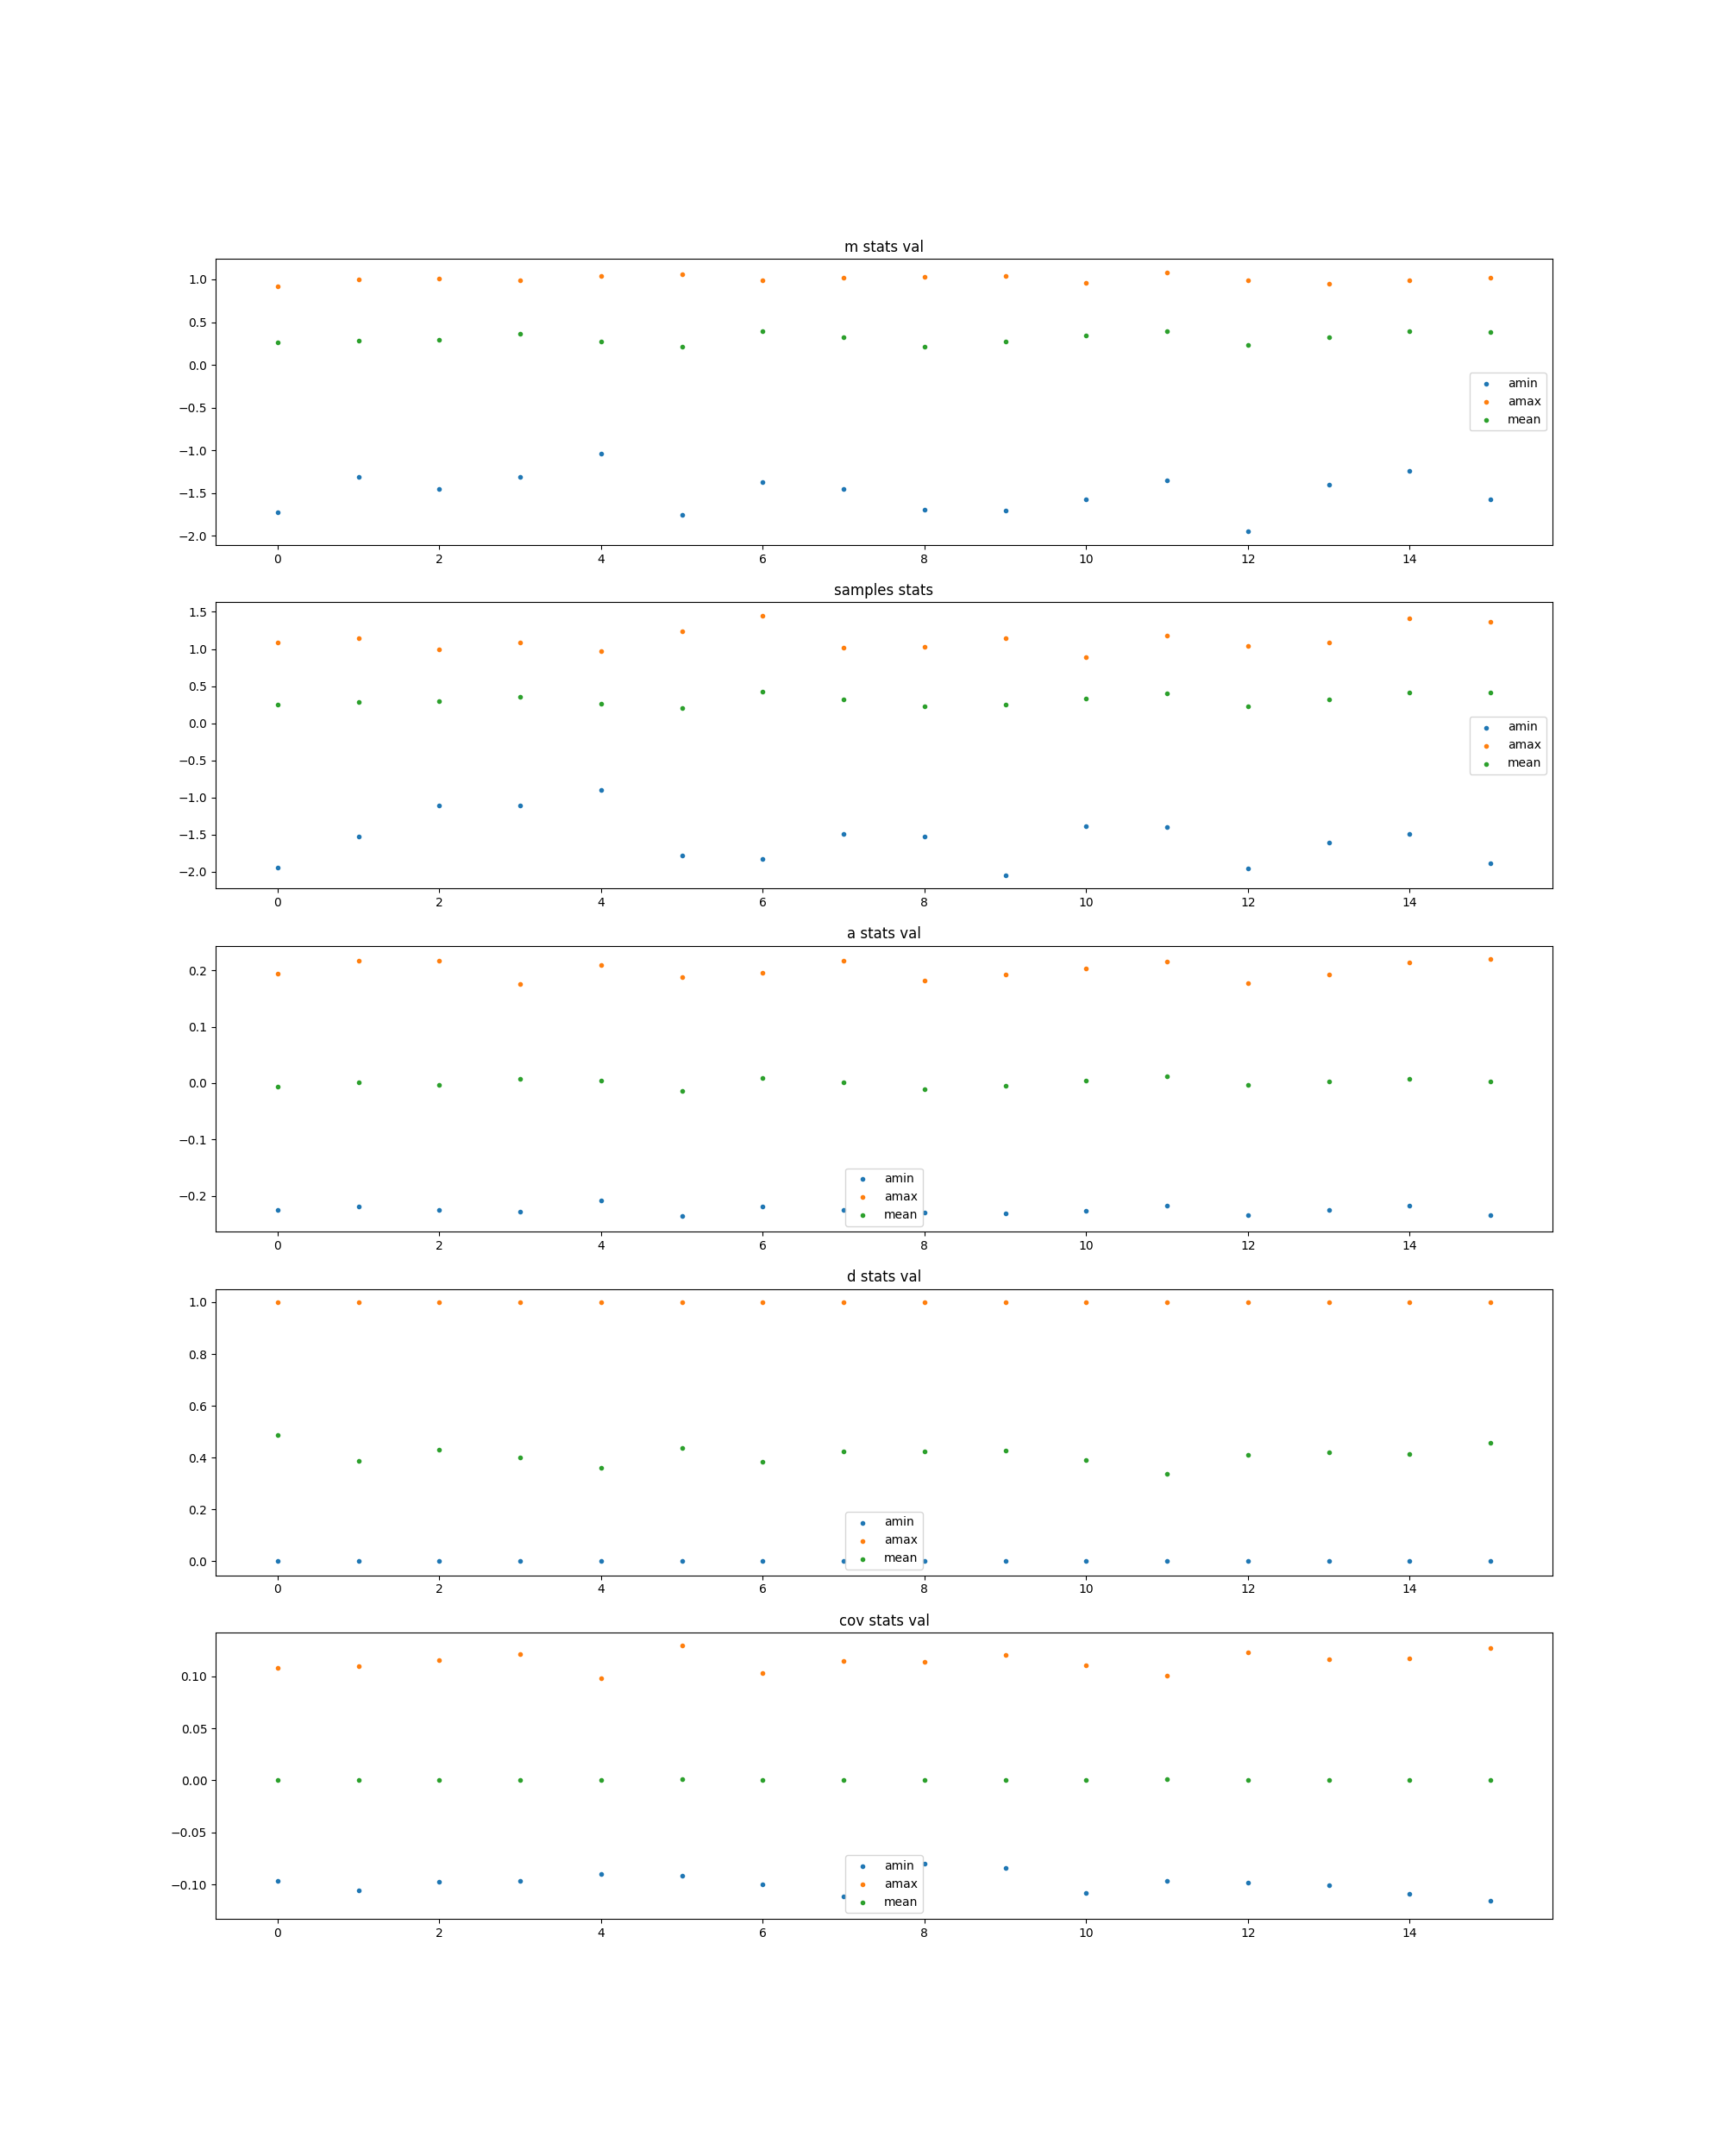 m stats val
1.0
0.5
0.0
−0.5
−1.0
−1.5
−2.0
amin
amax
mean
0 2 4 6 8 10 12 14
samples stats
1.5
1.0
0.5
0.0
−0.5
−1.0
−1.5
−2.0
amin
amax
mean
0 2 4 6 8 10 12 14
a stats val
0.2
0.1
0.0
−0.1
−0.2
amin
amax
mean
0 2 4 6 8 10 12 14
d stats val
1.0
0.8
0.6
0.4
0.2
0.0
amin
amax
mean
0 2 4 6 8 10 12 14
cov stats val
0.10
0.05
0.00
−0.05
−0.10
amin
amax
mean
0 2 4 6 8 10 12 14